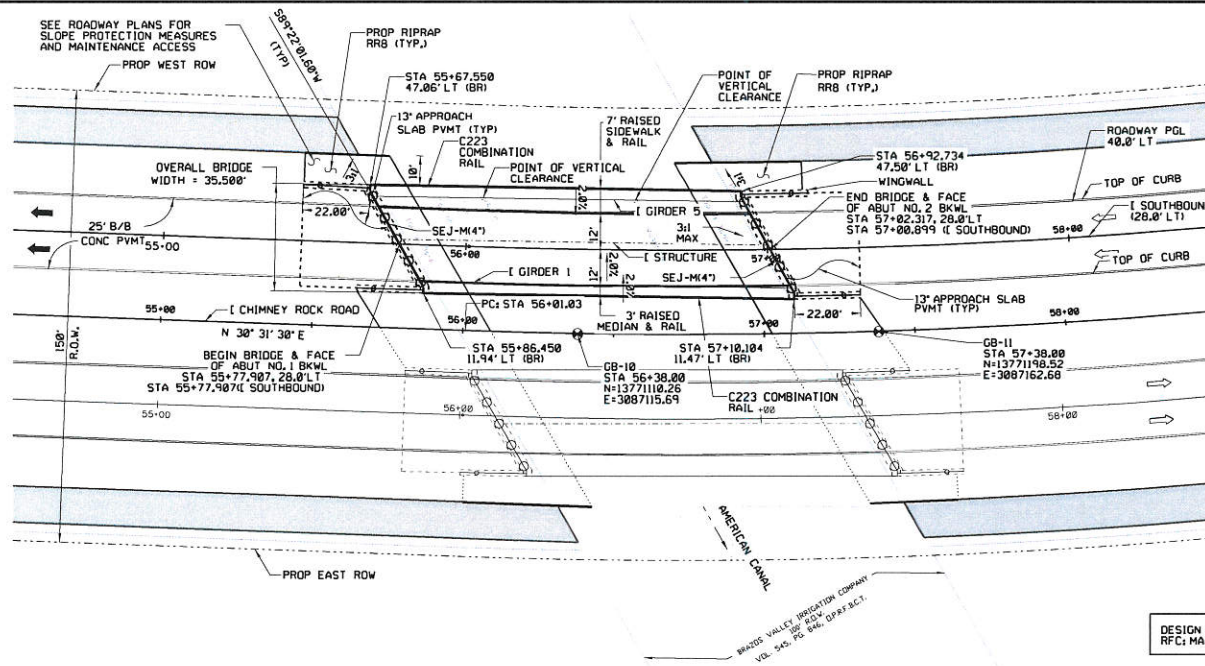 SEE ROADWAY PLANS FOR
SLOPE PROTECTION MEASURES
AND MAINTENANCE ACCESS
PROP WEST ROW
S89°22'01.60"W
(TYP)
PROP RIPRAP
RR8 (TYP.)
STA 55+67.550
47.06' LT (BR)
13' APPROACH
SLAB PVMT (TYP)
C223
COMBINATION
RAIL
POINT OF VERTICAL
CLEARANCE
7' RAISED
SIDEWALK
& RAIL
POINT OF
VERTICAL
CLEARANCE
PROP RIPRAP
RR8 (TYP.)
ROADWAY PGL
40.0' LT
STA 56+92.734
47.50' LT (BR)
WINGWALL
TOP OF CURB
END BRIDGE & FACE
OF ABUT NO. 2 BKWL
STA 57+02.317, 28.0'LT
STA 57+00.899 (⅊ SOUTHBOUND)
[ SOUTHBOUN
(28.0' LT)
58+00
TOP OF CURB
OVERALL BRIDGE
WIDTH = 35.500'
3:1
10'
2.0%
[ GIRDER 5
22.00'
25' B/B
CONC PVMT
55+00
SEJ-M(4")
56+00
12'
3:1
MAX
3:1
[ STRUCTURE
57+00
[ GIRDER 1
12'
2.0%
2.0%
SEJ-M(4")
13' APPROACH SLAB
PVMT (TYP)
22.00'
55+00
[ CHIMNEY ROCK ROAD
N 30° 31' 30" E
PC: STA 56+01.03
56+00
3' RAISED
MEDIAN & RAIL
57+00
58+00
150'
R.O.W.
BEGIN BRIDGE & FACE
OF ABUT NO. 1 BKWL
STA 55+77.907, 28.0'LT
STA 55+77.907([ SOUTHBOUND)
STA 55+86.450
11.94' LT (BR)
GB-10
STA 56+38.00
N=13771110.26
E=3087115.69
STA 57+10.104
11.47' LT (BR)
C223 COMBINATION
RAIL
GB-11
STA 57+38.00
N=13771198.52
E=3087162.68
55+00
56+00
+00
58+00
PROP EAST ROW
AMERICAN CANAL
BRAZOS VALLEY IRRIGATION COMPANY
100' R.O.W.
VOL. 545, PG. 846, O.P.R.F.B.C.T.
DESIGN
RFC: MA